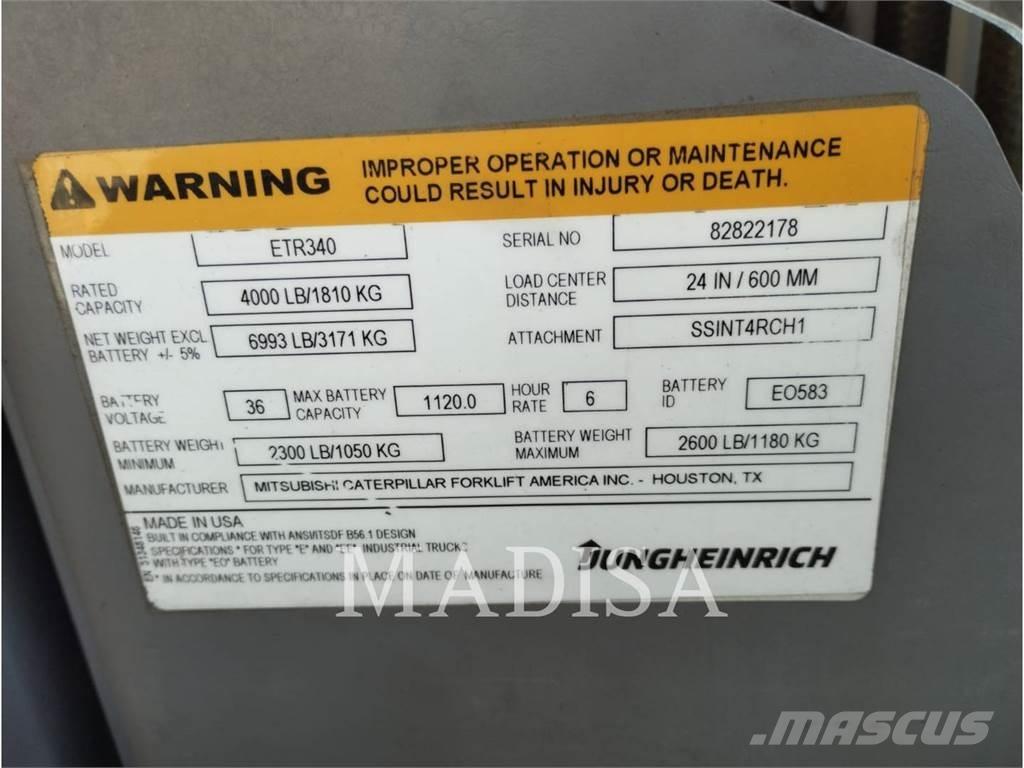 WARNING
IMPROPER OPERATION OR MAINTENANCE
COULD RESULT IN INJURY OR DEATH.
MODEL ETR340 SERIAL NO 82822178
RATED
CAPACITY 4000 LB/1810 KG
LOAD CENTER
DISTANCE 24 IN / 600 MM
NET WEIGHT EXCL
BATTERY +/- 5% 6993 LB/3171 KG
ATTACHMENT SSINT4RCH1
BATTERY
VOLTAGE 36
MAX BATTERY
CAPACITY 1120.0
HOUR
RATE 6
BATTERY
ID EO583
BATTERY WEIGHT
MINIMUM 2300 LB/1050 KG
BATTERY WEIGHT
MAXIMUM 2600 LB/1180 KG
MANUFACTURER MITSUBISHI CATERPILLAR FORKLIFT AMERICA INC. - HOUSTON, TX
MADE IN USA
BUILT IN COMPLIANCE WITH ANSI/ITSDF B56.1 DESIGN
SPECIFICATIONS * FOR TYPE "E" AND "EE" INDUSTRIAL TRUCKS
WITH TYPE "EO" BATTERY
* IN ACCORDANCE TO SPECIFICATIONS IN PLACE ON DATE OF MANUFACTURE
JUNGHEINRICH
MADISA
MASCUS